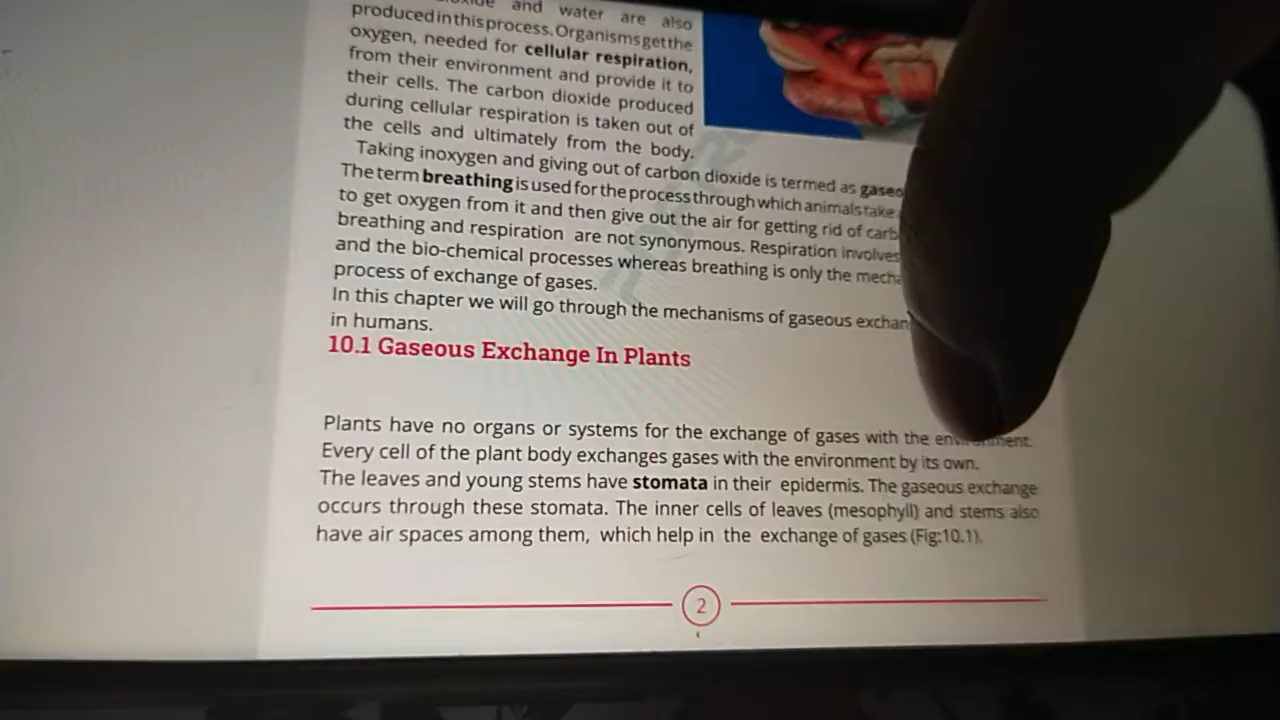 and water are also
produced in this process. Organisms get the
oxygen, needed for cellular respiration,
from their environment and provide it to
their cells. The carbon dioxide produced
during cellular respiration is taken out of
the cells and ultimately from the body.
Taking inoxygen and giving out of carbon dioxide is termed as
The term breathing is used for the process through which animals take
to get oxygen from it and then give out the air for getting rid of
breathing and respiration are not synonymous. Respiration involves
and the bio-chemical processes whereas breathing is only the
process of exchange of gases.
In this chapter we will go through the mechanisms of gaseous
in humans.
10.1 Gaseous Exchange In Plants
Plants have no organs or systems for the exchange of gases with the environment.
Every cell of the plant body exchanges gases with the environment by its own.
The leaves and young stems have stomata in their epidermis. The gaseous exchange
occurs through these stomata. The inner cells of leaves (mesophyll) and stems also
have air spaces among them, which help in the exchange of gases (Fig:10.1).
2